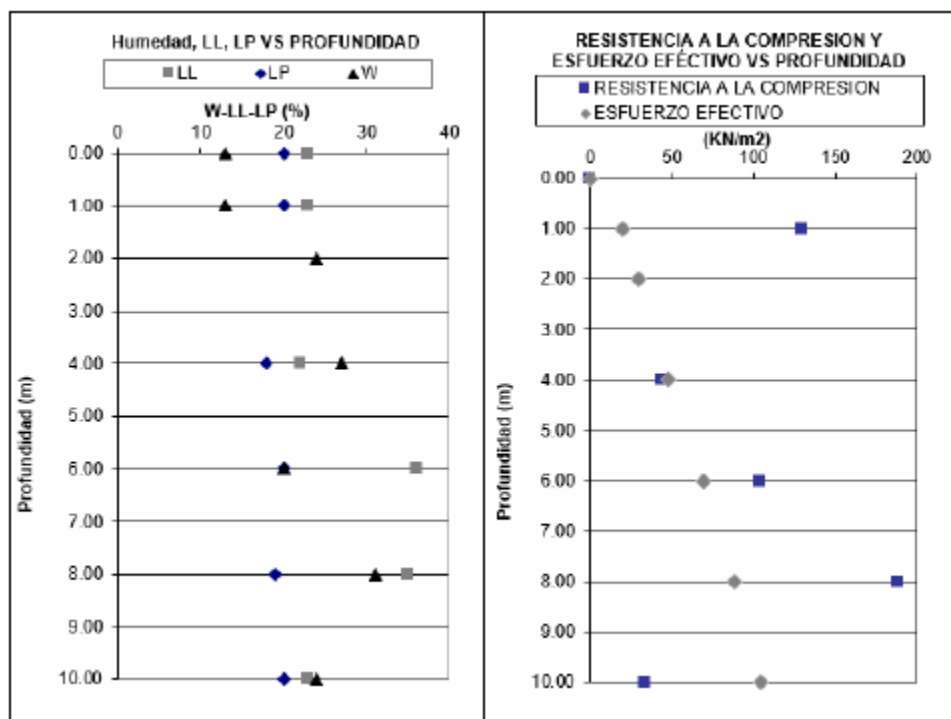 Humedad, LL, LP VS PROFUNDIDAD
LL LP W
W-LL-LP (%)
0 10 20 30 40
0.00
1.00
2.00
3.00
4.00
5.00
6.00
7.00
8.00
9.00
10.00
Profundidad (m)
RESISTENCIA A LA COMPRESION Y
ESFUERZO EFÉCTIVO VS PROFUNDIDAD
RESISTENCIA A LA COMPRESION
ESFUERZO EFECTIVO
(KN/m2)
0 50 100 150 200
0.00
1.00
2.00
3.00
4.00
5.00
6.00
7.00
8.00
9.00
10.00
Profundidad (m)